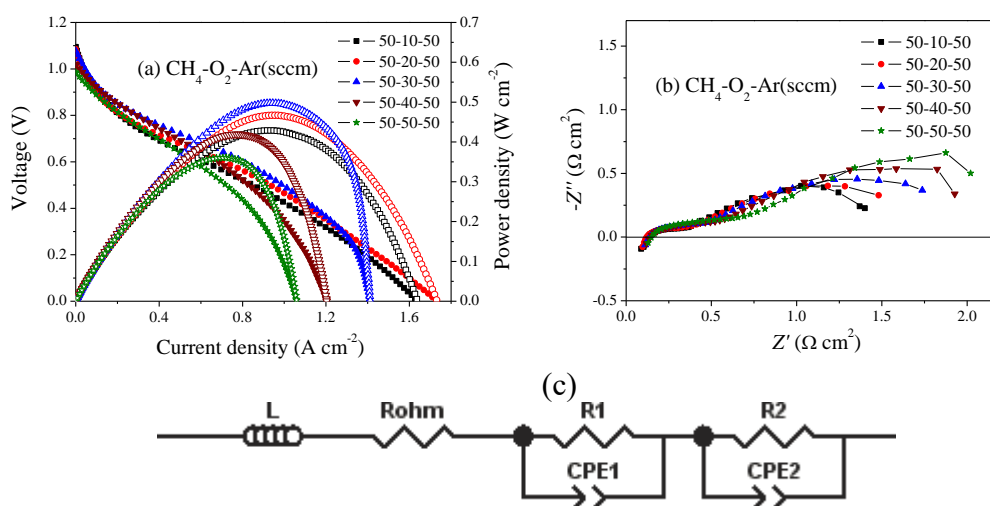 (a) CH4-O2-Ar(sccm)
50-10-50
50-20-50
50-30-50
50-40-50
50-50-50
Voltage (V)
1.2
1.0
0.8
0.6
0.4
0.2
0.0
0.0 0.4 0.8 1.2 1.6
Current density (A cm-2)
0.7
0.6
0.5
0.4
0.3
0.2
0.1
0.0
Power density (W cm-2)
(b) CH4-O2-Ar(sccm)
50-10-50
50-20-50
50-30-50
50-40-50
50-50-50
-Z'' (Ω cm2)
1.5
1.0
0.5
0.0
-0.5
0.0 0.5 1.0 1.5 2.0
Z' (Ω cm2)
(c)
L Rohm R1 R2
CPE1 CPE2